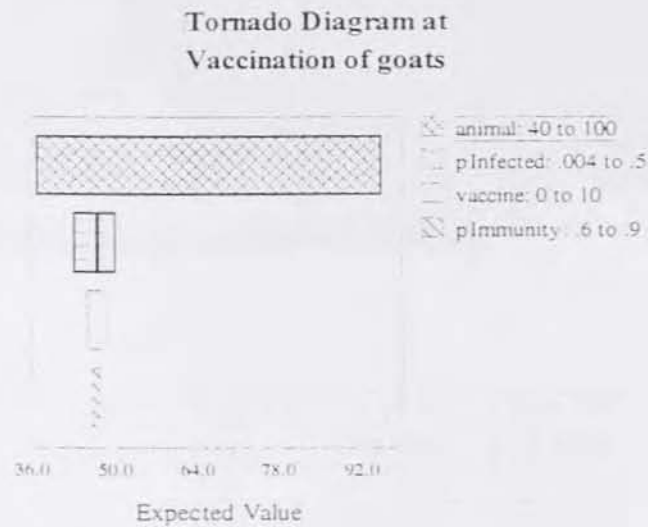 Tornado Diagram at
Vaccination of goats
animal: 40 to 100
pInfected: .004 to .5
vaccine: 0 to 10
pImmunity: .6 to .9
36.0 50.0 64.0 78.0 92.0
Expected Value